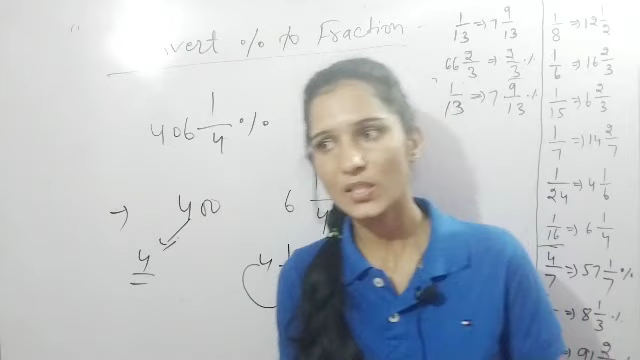 vert % to Fraction
406 1/4 %
→ 400
4
6 1/4
4
1/13 ⇒ 7 9/13
66 2/3 ⇒ 2/3 %
1/13 ⇒ 7 9/13 %
1/8 ⇒ 12 1/2
1/6 ⇒ 16 2/3
1/15 ⇒ 6 2/3
1/7 ⇒ 14 2/7
1/24 ⇒ 4 1/6
1/16 ⇒ 6 1/4
4/7 ⇒ 57 1/7 %
⇒ 8 1/3 %